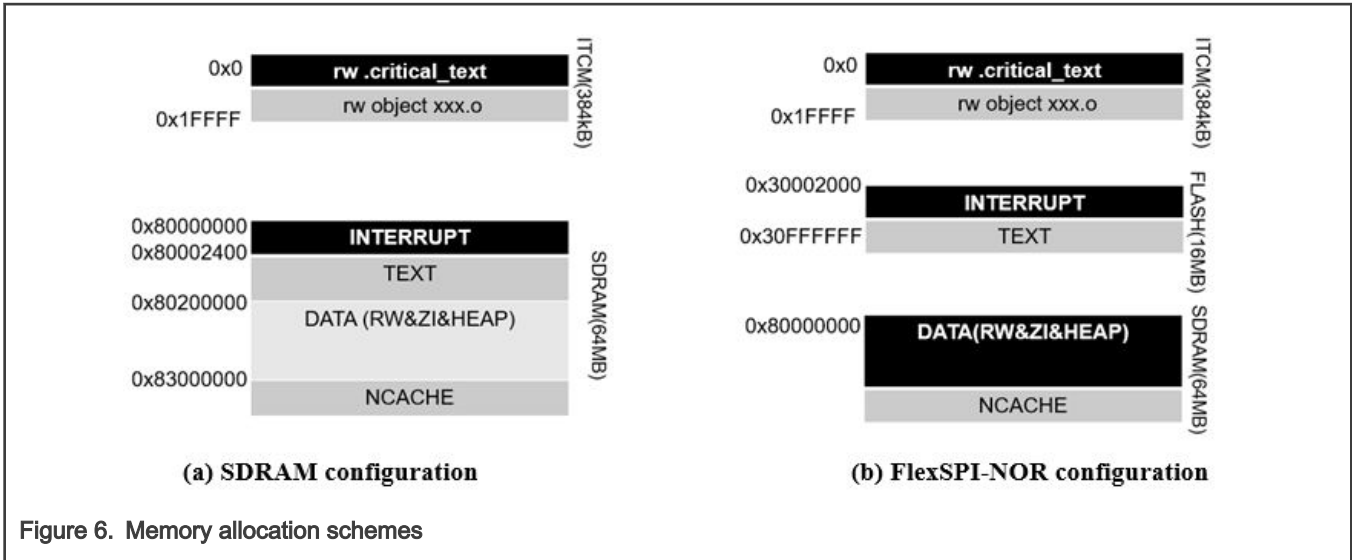 0x0
rw .critical_text
rw object xxx.o
0x1FFFF
ITCM(384kB)
0x80000000
INTERRUPT
0x80002400
TEXT
0x80200000
DATA (RW&ZI&HEAP)
0x83000000
NCACHE
SDRAM(64MB)
(a) SDRAM configuration
0x0
rw .critical_text
rw object xxx.o
0x1FFFF
ITCM(384kB)
0x30002000
INTERRUPT
0x30FFFFFF
TEXT
FLASH(16MB)
0x80000000
DATA(RW&ZI&HEAP)
NCACHE
SDRAM(64MB)
(b) FlexSPI-NOR configuration
Figure 6. Memory allocation schemes